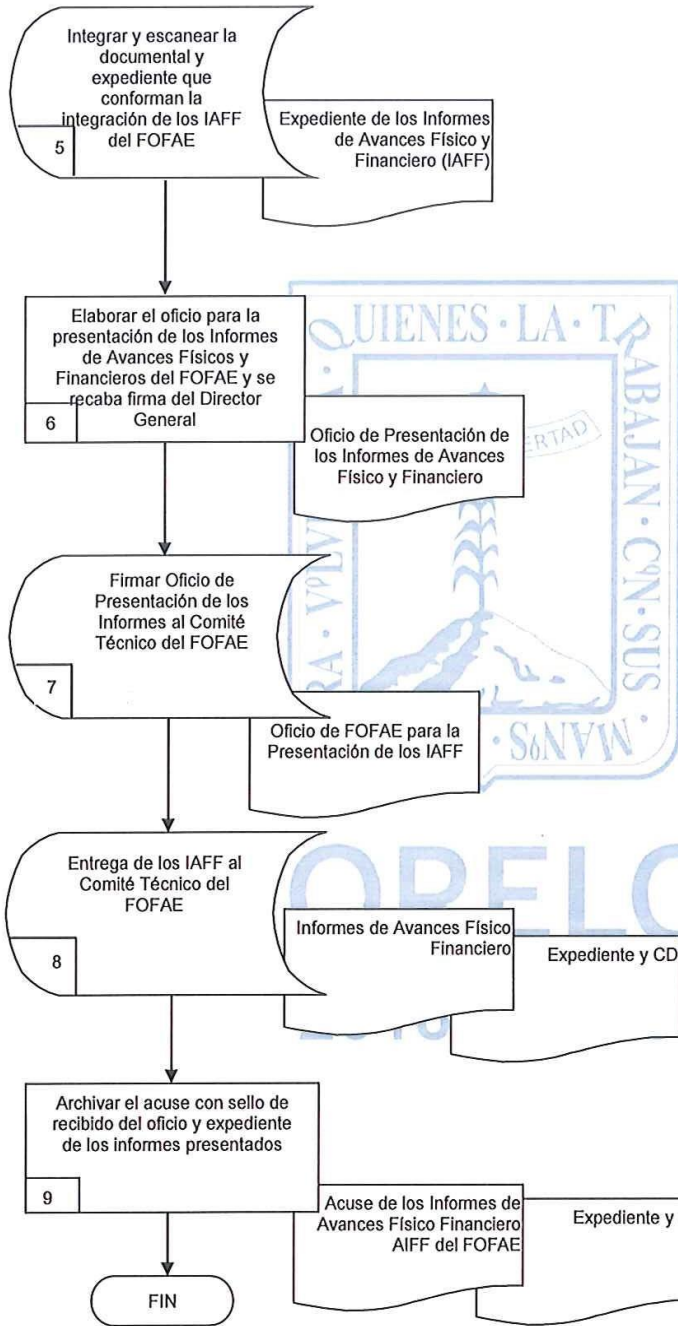 Integrar y escanear la
documental y
expediente que
conforman la
integración de los IAFF
del FOFAE
5
Expediente de los Informes
de Avances Físico y
Financiero (IAFF)
Elaborar el oficio para la
presentación de los Informes
de Avances Físicos y
Financieros del FOFAE y se
recaba firma del Director
General
6
Oficio de Presentación de
los Informes de Avances
Físico y Financiero
QUIENES · LA · TRABAJAN · CON · SUS · MANOS ·
Firmar Oficio de
Presentación de los
Informes al Comité
Técnico del FOFAE
7
Oficio de FOFAE para la
Presentación de los IAFF
Entrega de los IAFF al
Comité Técnico del
FOFAE
8
Informes de Avances Físico
Financiero
Expediente y CD
Archivar el acuse con sello de
recibido del oficio y expediente
de los informes presentados
9
Acuse de los Informes de
Avances Físico Financiero
AIFF del FOFAE
Expediente y
FIN